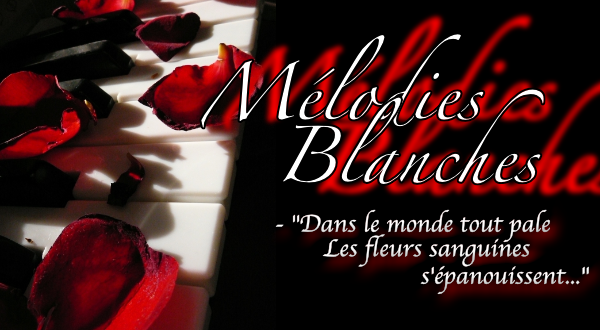 Mélodies
Blanches
- "Dans le monde tout pale
Les fleurs sanguines
s'épanouissent..."